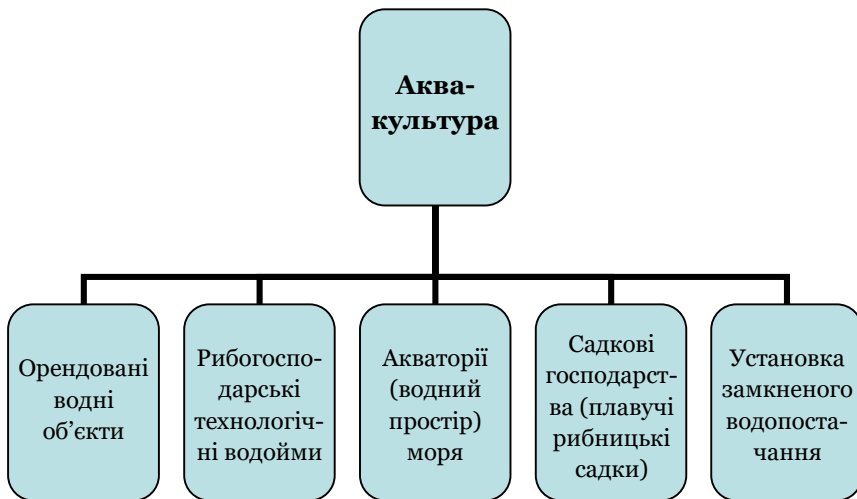 Аква-
культура
Орендовані
водні
об’єкти
Рибогоспо-
дарські
технологіч-
ні водойми
Акваторії
(водний
простір)
моря
Садкові
господарст-
ва (плавучі
рибницькі
садки)
Установка
замкненого
водопоста-
чання